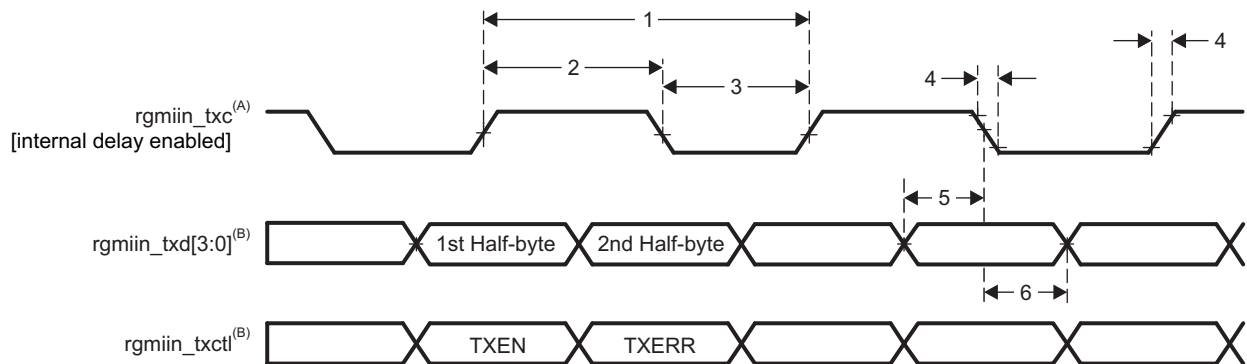 1
4
2
4
3
rgmiin_txc(A)
[internal delay enabled]
5
rgmiin_txd[3:0](B)
1st Half-byte
2nd Half-byte
6
rgmiin_txctl(B)
TXEN
TXERR